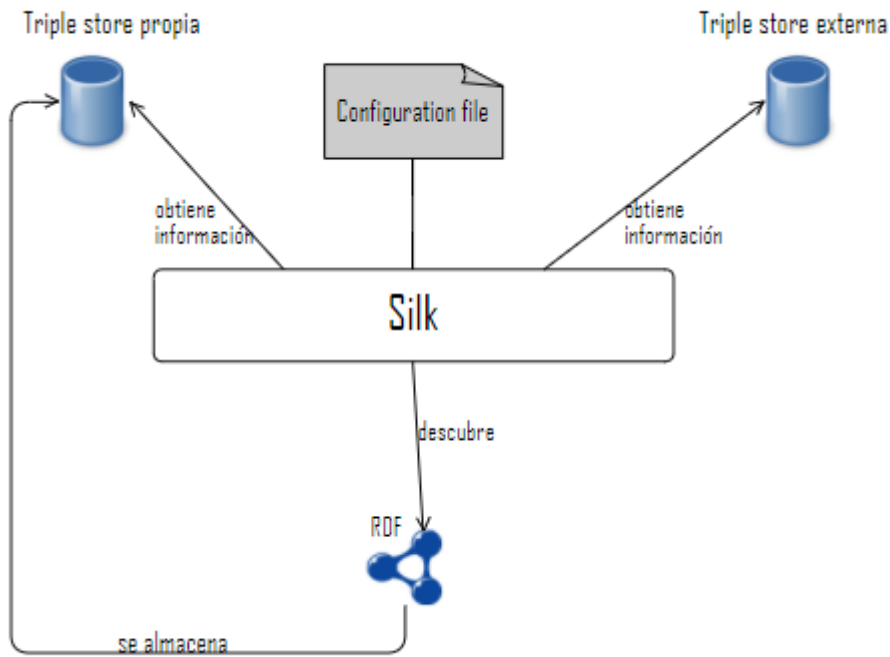 Triple store propia
Triple store externa
Configuration file
obtiene
información
obtiene
información
Silk
descubre
RDF
se almacena